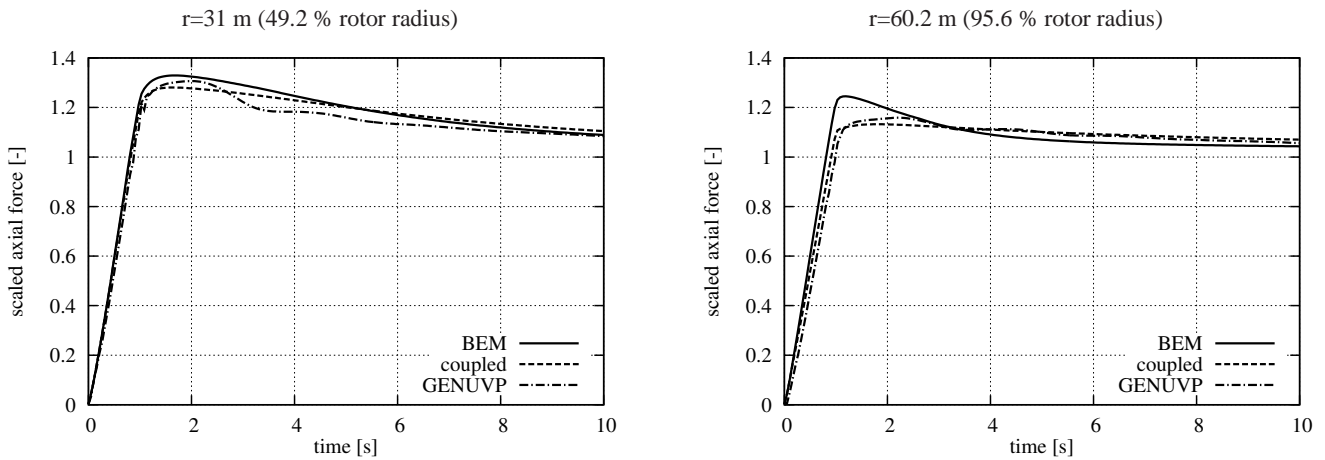 r=31 m (49.2 % rotor radius)
1.4
1.2
1
0.8
0.6
0.4
0.2
0
scaled axial force [-]
BEM
coupled
GENUVP
0 2 4 6 8 10
time [s]
r=60.2 m (95.6 % rotor radius)
1.4
1.2
1
0.8
0.6
0.4
0.2
0
scaled axial force [-]
BEM
coupled
GENUVP
0 2 4 6 8 10
time [s]